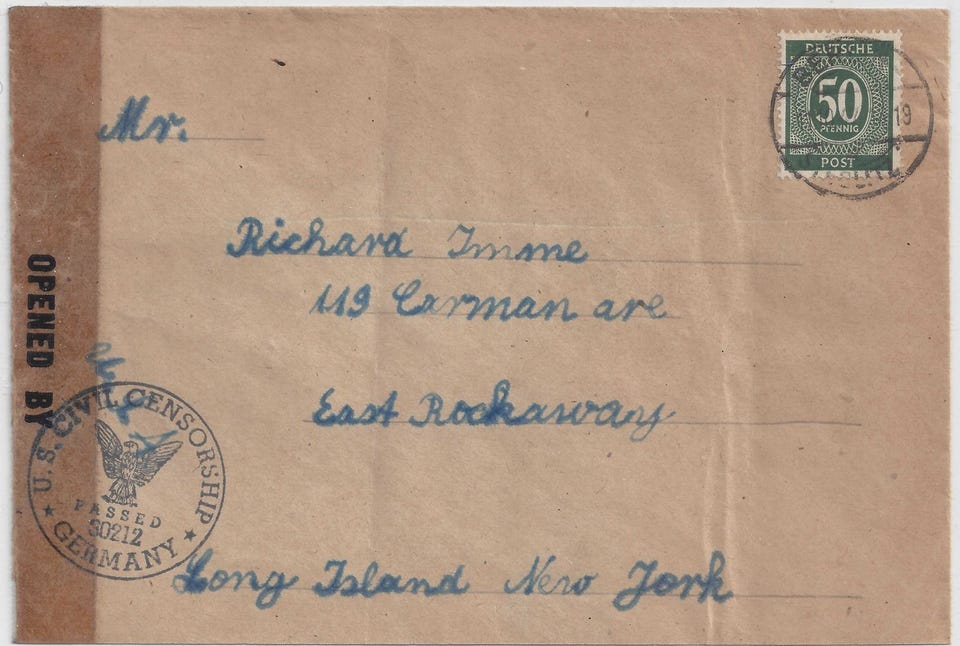 DEUTSCHE
50
PFENNIG
POST
19
Mr.
Richard Imme
119 Carman ave
East Rockaway
Long Island New York
OPENED BY
U.S. CIVIL CENSORSHIP
PASSED
30212
GERMANY